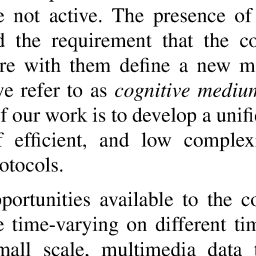 not active. The presence of
the requirement that the co
re with them define a new m
ve refer to as cognitive medium
of our work is to develop a unifi
f efficient, and low complex
otocols.
pportunities available to the co
e time-varying on different tim
mall scale, multimedia data t